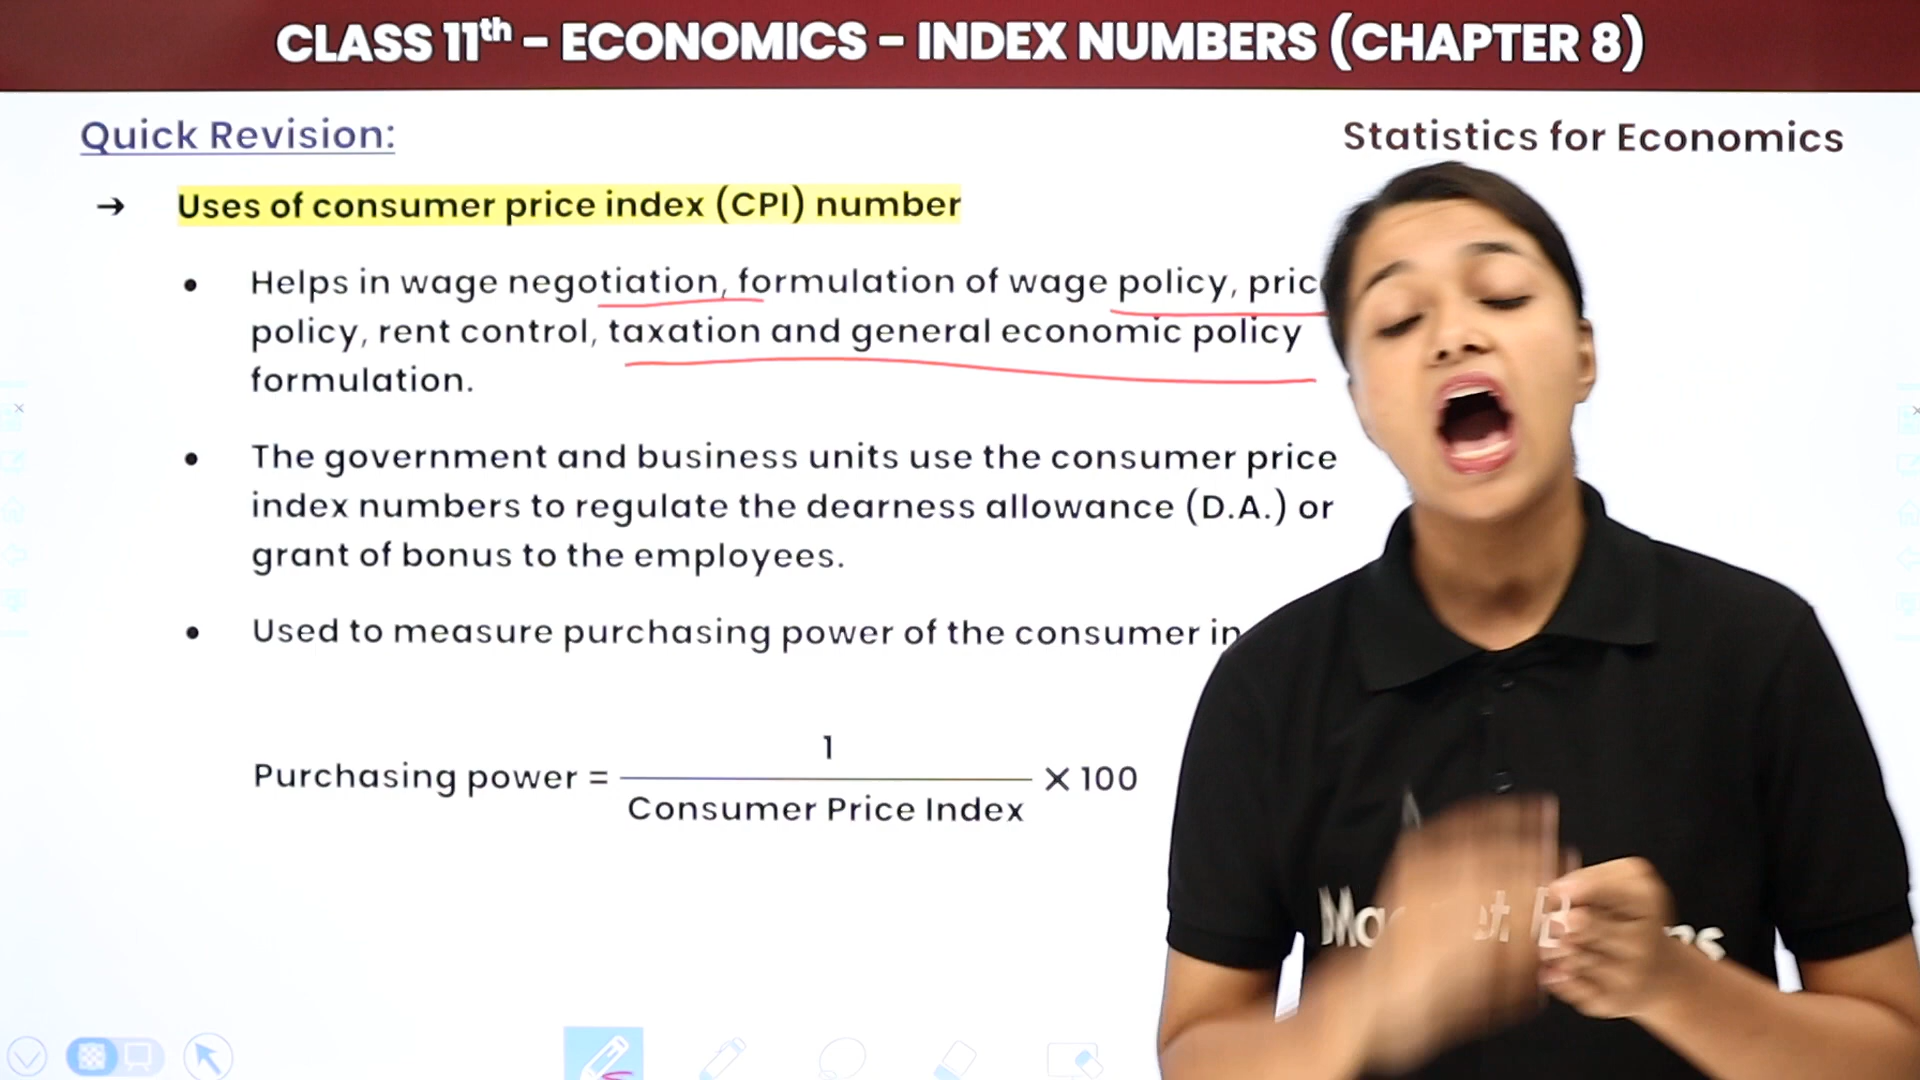 CLASS 11th - ECONOMICS - INDEX NUMBERS (CHAPTER 8)
Quick Revision:
Statistics for Economics
→ Uses of consumer price index (CPI) number
• Helps in wage negotiation, formulation of wage policy,
policy, rent control, taxation and general economic policy
formulation.
• The government and business units use the consumer price
index numbers to regulate the dearness allowance (D.A.) or
grant of bonus to the employees.
• Used to measure purchasing power of the consumer in
1
Purchasing power = × 100
Consumer Price Index